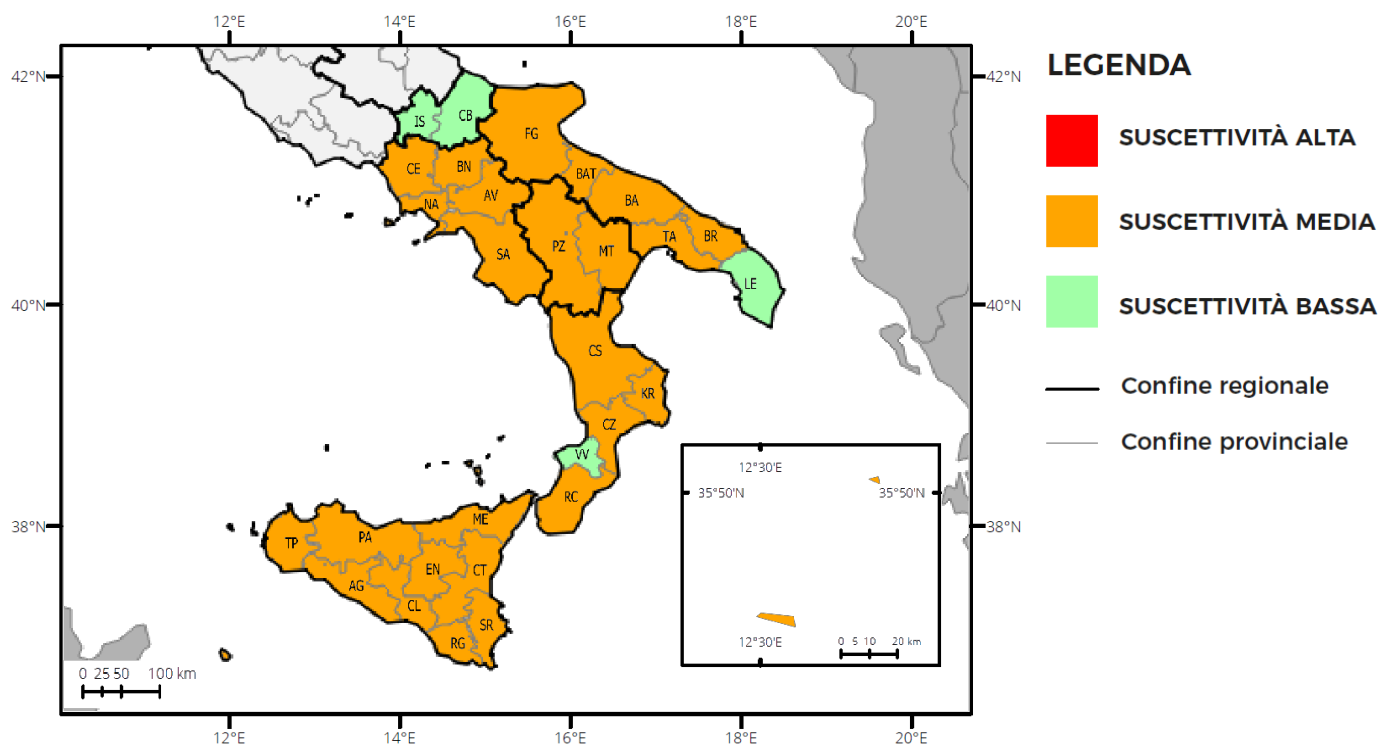 12°E 14°E 16°E 18°E 20°E
42°N 42°N
LEGENDA
SUSCETTIVITÀ ALTA
SUSCETTIVITÀ MEDIA
SUSCETTIVITÀ BASSA
Confine regionale
Confine provinciale
IS CB FG
CE BN BAT
NA AV BA
SA PZ MT TA BR
LE
40°N 40°N
CS
KR
CZ
VV
RC
38°N 38°N
ME
TP PA
EN CT
AG
CL
SR
RG
12°30'E
35°50'N 35°50'N
12°30'E
0 5 10 20 km
0 25 50 100 km
12°E 14°E 16°E 18°E 20°E